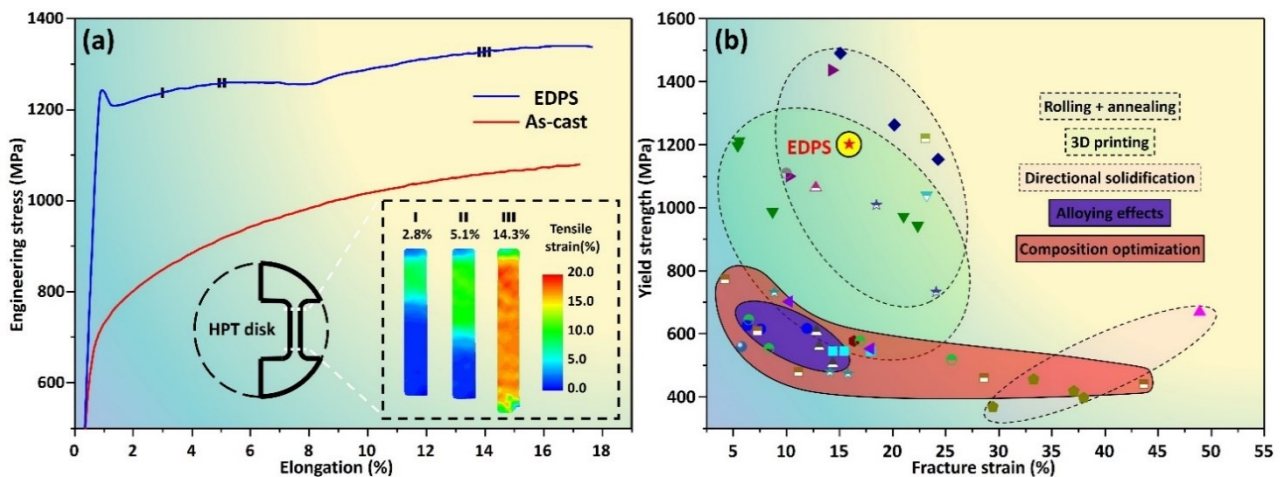 (a)
1400
1200
1000
800
600
Engineering stress (MPa)
0 2 4 6 8 10 12 14 16 18
Elongation (%)
I
II
III
EDPS
As-cast
HPT disk
I II III
2.8% 5.1% 14.3%
Tensile
strain(%)
20.0
15.0
10.0
5.0
0.0
(b)
1600
1400
1200
1000
800
600
400
Yield strength (MPa)
5 10 15 20 25 30 35 40 45 50
Fracture strain (%)
EDPS
Rolling + annealing
3D printing
Directional solidification
Alloying effects
Composition optimization